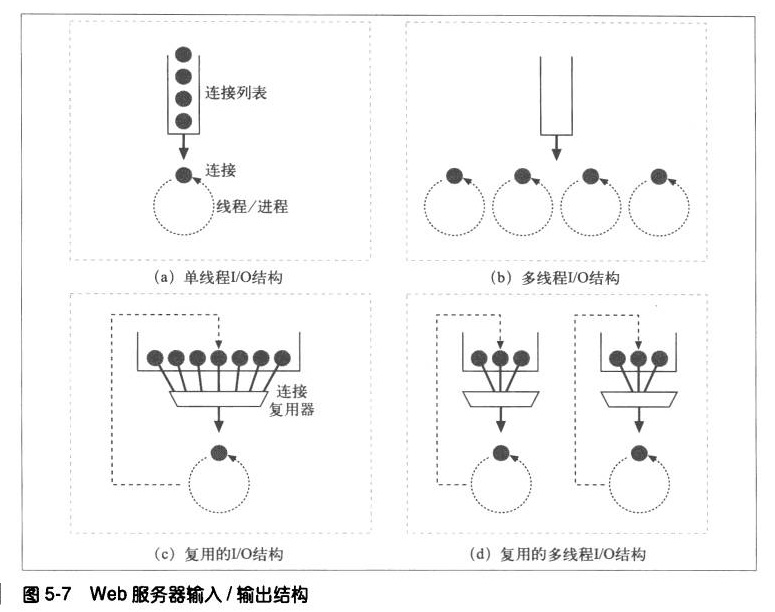 连接列表
连接
线程/进程
(a) 单线程I/O结构
(b) 多线程I/O结构
连接
复用器
(c) 复用的I/O结构
(d) 复用的多线程I/O结构
图 5-7 Web 服务器输入 / 输出结构